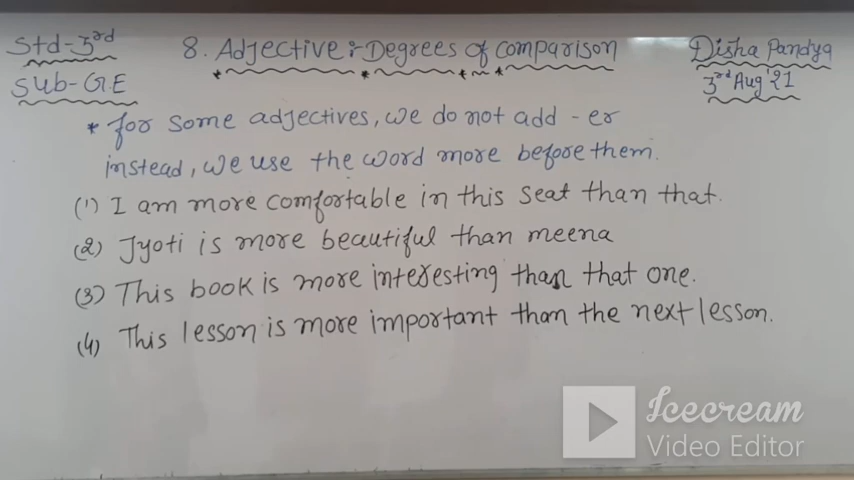 Std-3rd
8. Adjective :- Degrees of comparison
Disha Pandya
Sub-G.E
3rd Aug '21
* for some adjectives, we do not add -er
instead, we use the word more before them.
(1) I am more comfortable in this seat than that.
(2) Jyoti is more beautiful than meena
(3) This book is more interesting than that one.
(4) This lesson is more important than the next lesson.
Icecream
Video Editor